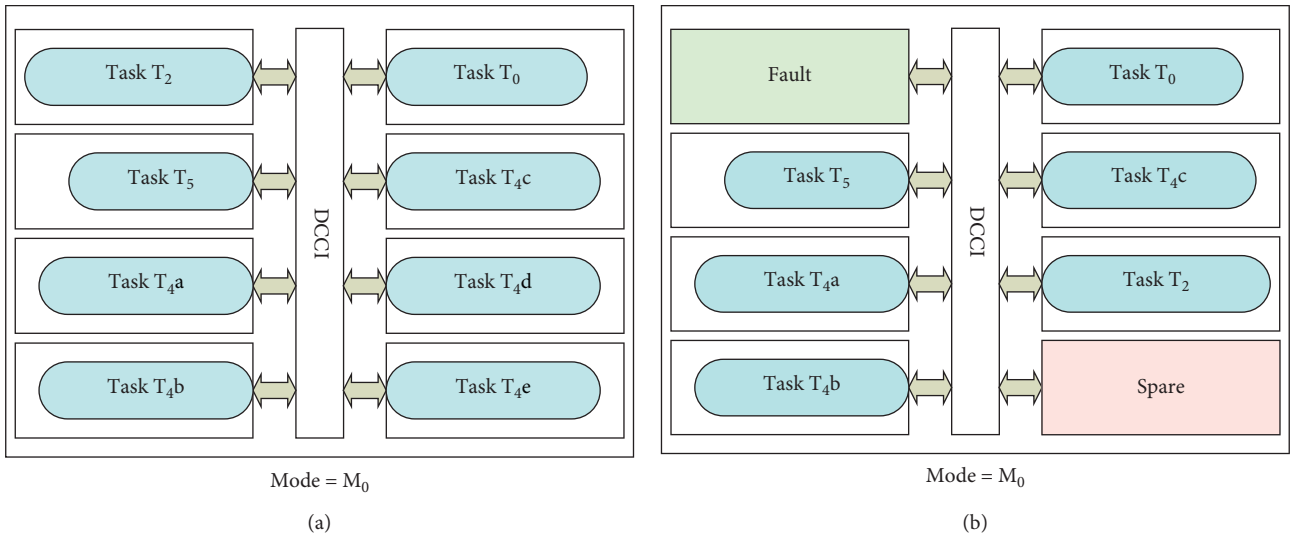 Task T₂
Task T₀
Task T₅
Task T₄c
DCCI
Task T₄a
Task T₄d
Task T₄b
Task T₄e
Mode = M₀
(a)
Fault
Task T₀
Task T₅
Task T₄c
DCCI
Task T₄a
Task T₂
Task T₄b
Spare
Mode = M₀
(b)